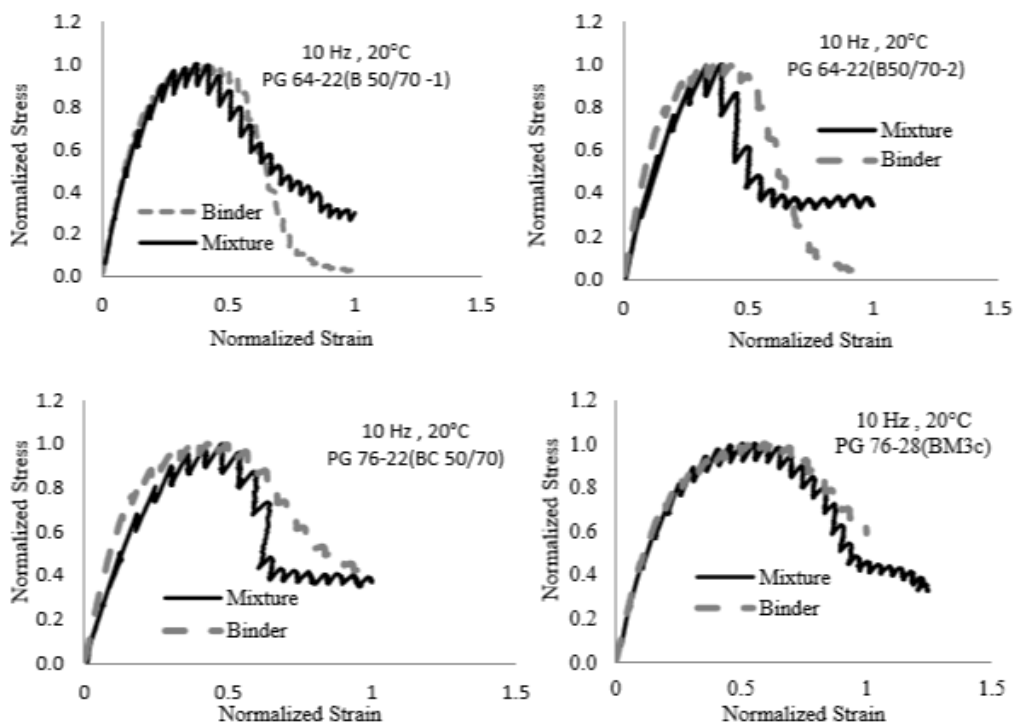 1.2
1.0
0.8
0.6
0.4
0.2
0.0
Normalized Stress
10 Hz , 20°C
PG 64-22(B 50/70 -1)
Binder
Mixture
0 0.5 1 1.5
Normalized Strain
1.2
1.0
0.8
0.6
0.4
0.2
0.0
Normalized Stress
10 Hz , 20°C
PG 64-22(B50/70-2)
Mixture
Binder
0 0.5 1 1.5
Normalized Strain
1.2
1.0
0.8
0.6
0.4
0.2
0.0
Normalized Stress
10 Hz , 20°C
PG 76-22(BC 50/70)
Mixture
Binder
0 0.5 1 1.5
Normalized Strain
1.2
1.0
0.8
0.6
0.4
0.2
0.0
Normalized Stress
10 Hz , 20°C
PG 76-28(BM3c)
Mixture
Binder
0 0.5 1 1.5
Normalized Strain